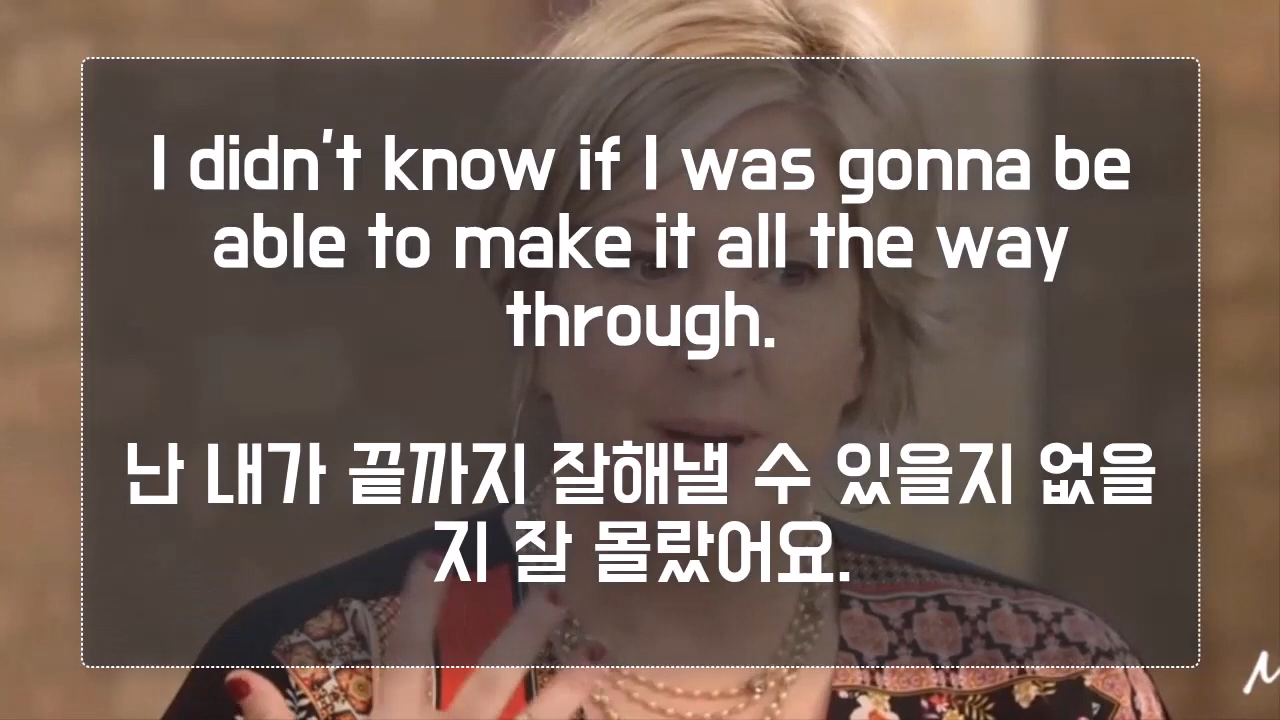 I didn't know if I was gonna be
able to make it all the way
through.
난 내가 끝까지 잘해낼 수 있을지 없을
지 잘 몰랐어요.